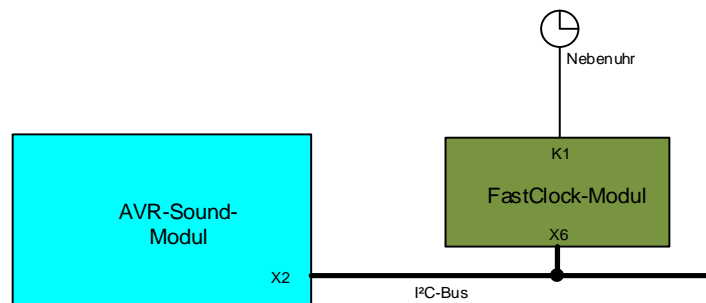 Nebenuhr
K1
AVR-Sound-
Modul
FastClock-Modul
X6
X2
I²C-Bus